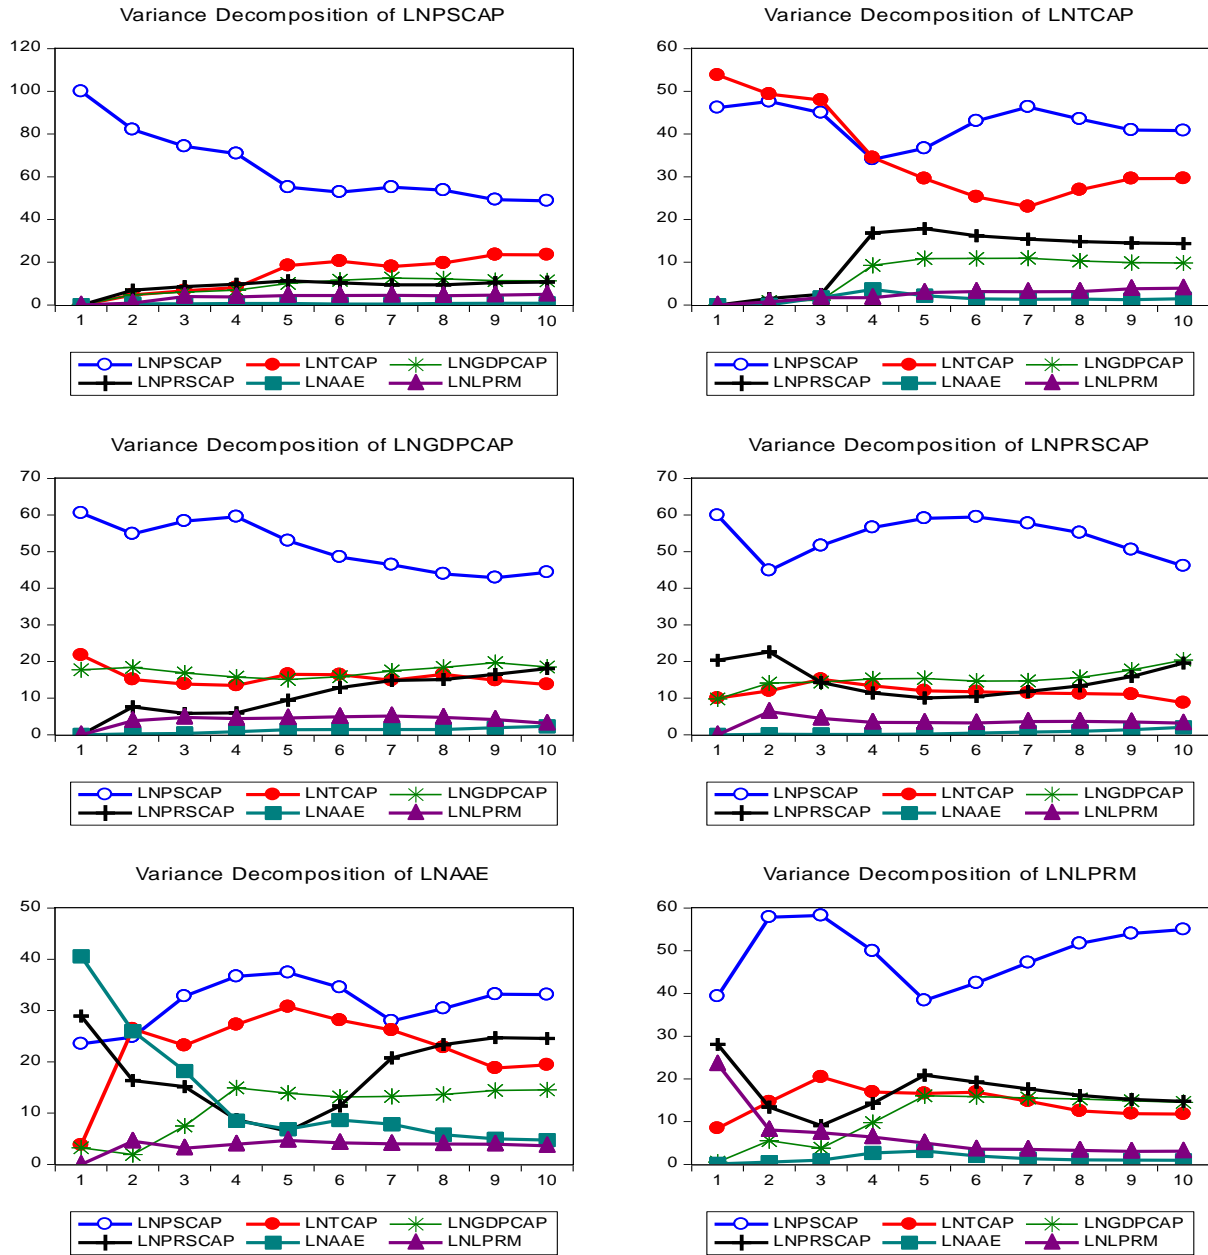 Variance Decomposition of LNPSCAP
120
100
80
60
40
20
0
1 2 3 4 5 6 7 8 9 10
LNPSCAP LNTCAP LNGDPCAP
LNPRSCAP LNAAE LNLPRM
Variance Decomposition of LNTCAP
60
50
40
30
20
10
0
1 2 3 4 5 6 7 8 9 10
LNPSCAP LNTCAP LNGDPCAP
LNPRSCAP LNAAE LNLPRM
Variance Decomposition of LNGDPCAP
70
60
50
40
30
20
10
0
1 2 3 4 5 6 7 8 9 10
LNPSCAP LNTCAP LNGDPCAP
LNPRSCAP LNAAE LNLPRM
Variance Decomposition of LNPRSCAP
70
60
50
40
30
20
10
0
1 2 3 4 5 6 7 8 9 10
LNPSCAP LNTCAP LNGDPCAP
LNPRSCAP LNAAE LNLPRM
Variance Decomposition of LNAAE
50
40
30
20
10
0
1 2 3 4 5 6 7 8 9 10
LNPSCAP LNTCAP LNGDPCAP
LNPRSCAP LNAAE LNLPRM
Variance Decomposition of LNLPRM
60
50
40
30
20
10
0
1 2 3 4 5 6 7 8 9 10
LNPSCAP LNTCAP LNGDPCAP
LNPRSCAP LNAAE LNLPRM